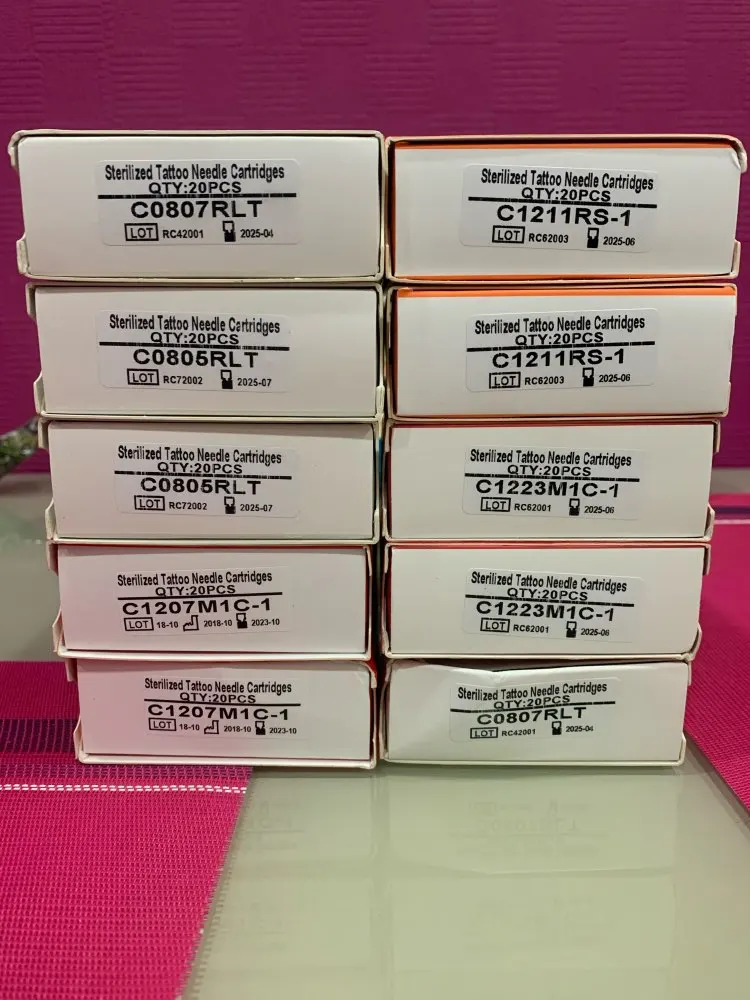 Sterilized Tattoo Needle Cartridges
QTY:20PCS
C0807RLT
LOT RC42001 2025-04
Sterilized Tattoo Needle Cartridges
QTY:20PCS
C0805RLT
LOT RC72002 2025-07
Sterilized Tattoo Needle Cartridges
QTY:20PCS
C0805RLT
LOT RC72002 2025-07
Sterilized Tattoo Needle Cartridges
QTY:20PCS
C1207M1C-1
LOT 18-10 2018-10 2023-10
Sterilized Tattoo Needle Cartridges
QTY:20PCS
C1207M1C-1
LOT 18-10 2018-10 2023-10
Sterilized Tattoo Needle Cartridges
QTY:20PCS
C1211RS-1
LOT RC62003 2025-06
Sterilized Tattoo Needle Cartridges
QTY:20PCS
C1211RS-1
LOT RC62003 2025-06
Sterilized Tattoo Needle Cartridges
QTY:20PCS
C1223M1C-1
LOT RC62001 2025-06
Sterilized Tattoo Needle Cartridges
QTY:20PCS
C1223M1C-1
LOT RC62001 2025-06
Sterilized Tattoo Needle Cartridges
QTY:20PCS
C0807RLT
LOT RC42001 2025-04